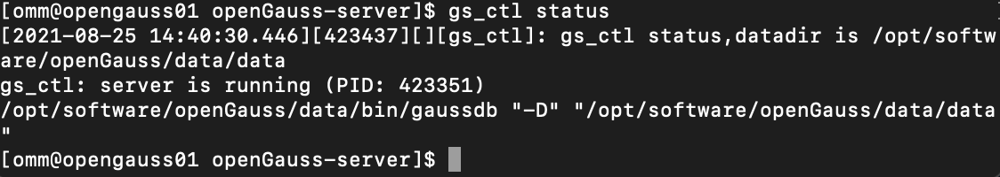 [omm@opengauss01 openGauss-server]$ gs_ctl status
[2021-08-25 14:40:30.446][423437][][gs_ctl]: gs_ctl status,datadir is /opt/softw
are/openGauss/data/data
gs_ctl: server is running (PID: 423351)
/opt/software/openGauss/data/bin/gaussdb "-D" "/opt/software/openGauss/data/data
"
[omm@opengauss01 openGauss-server]$